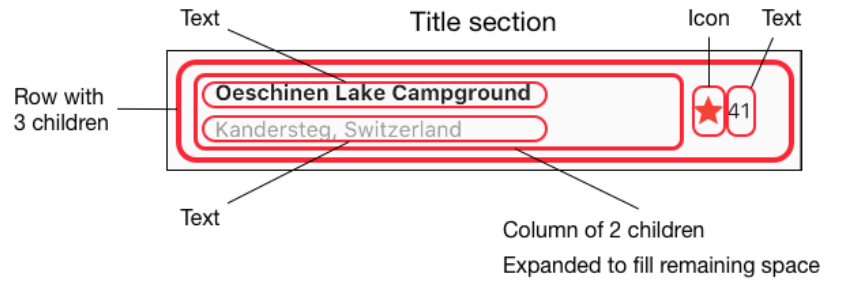 Text
Title section
Icon
Text
Row with
3 children
Oeschinen Lake Campground
Kandersteg, Switzerland
41
Text
Column of 2 children
Expanded to fill remaining space